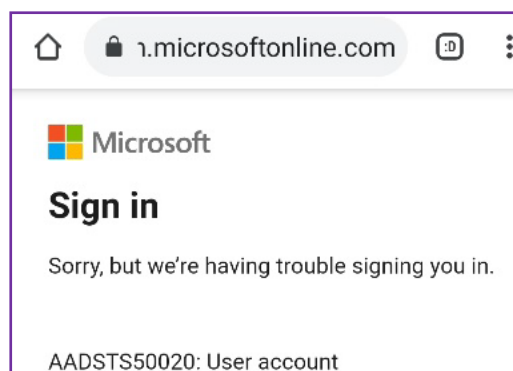 1.microsoftonline.com :D
Microsoft
Sign in
Sorry, but we’re having trouble signing you in.
AADSTS50020: User account